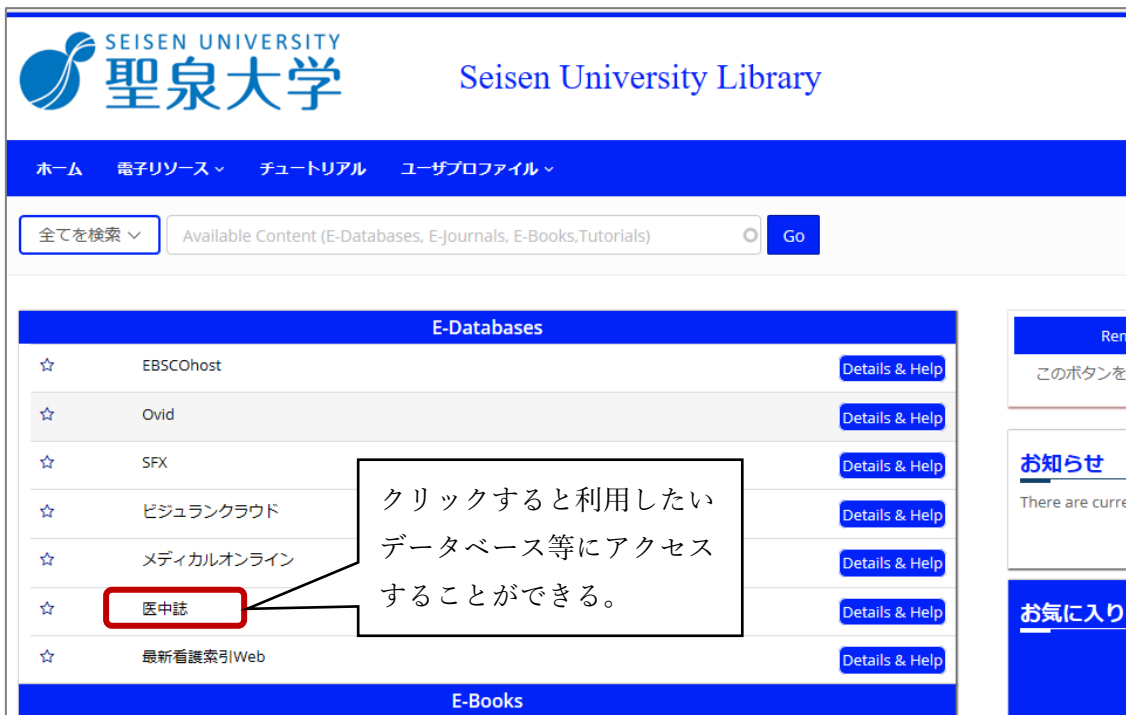 SEISEN UNIVERSITY
聖泉大学
Seisen University Library
ホーム 電子リソース チュートリアル ユーザプロファイル
全てを検索 Available Content (E-Databases, E-Journals, E-Books,Tutorials) Go
E-Databases
EBSCOhost Details & Help
Ovid Details & Help
SFX Details & Help
ビジュランクラウド Details & Help
メディカルオンライン Details & Help
医中誌 Details & Help
最新看護索引Web Details & Help
E-Books
クリックすると利用したい
データベース等にアクセス
することができる。
このボタンを
お知らせ
There are
お気に入り